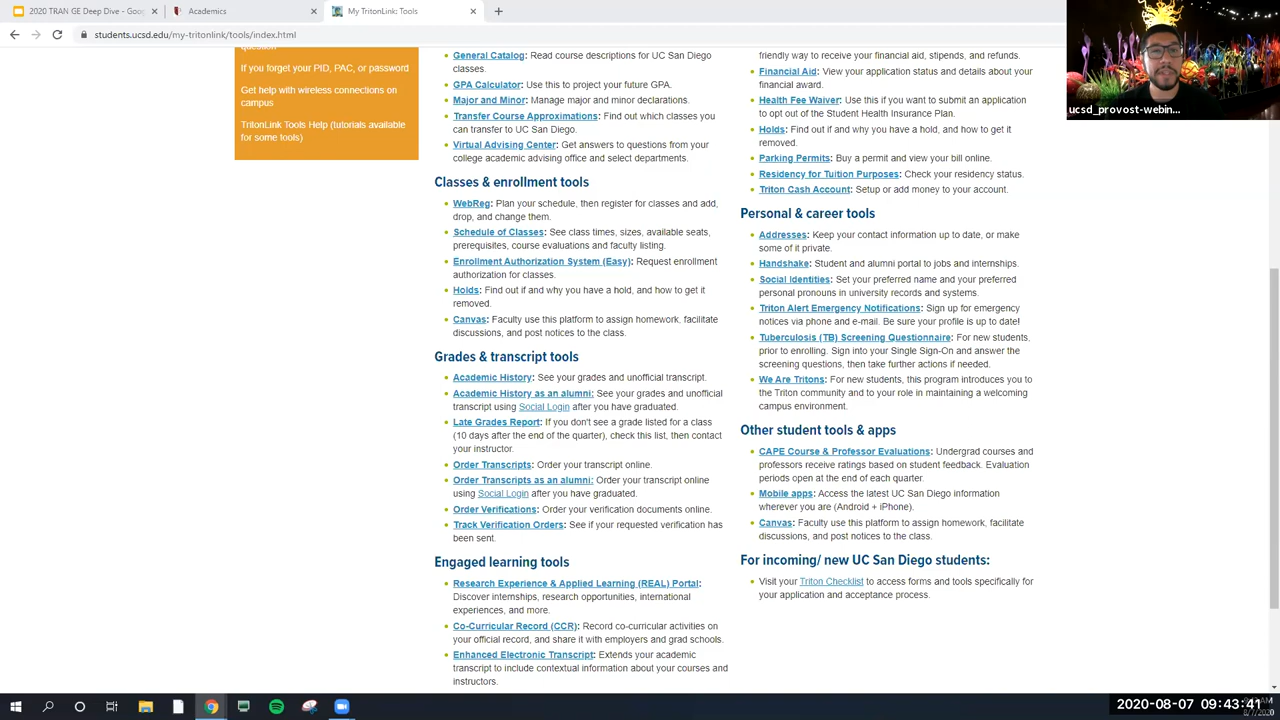 2020 TRAN GE Deep Dive - Goog
Academics
My TritonLink: Tools
students.ucsd.edu/my-tritonlink/tools/index.html
question
If you forget your PID, PAC, or password
Get help with wireless connections on
campus
TritonLink Tools Help (tutorials available
for some tools)
General Catalog: Read course descriptions for UC San Diego
classes.
GPA Calculator: Use this to project your future GPA.
Major and Minor: Manage major and minor declarations.
Transfer Course Approximations: Find out which classes you
can transfer to UC San Diego.
Virtual Advising Center: Get answers to questions from your
college academic advising office and select departments.
Classes & enrollment tools
WebReg: Plan your schedule, then register for classes and add,
drop, and change them.
Schedule of Classes: See class times, sizes, available seats,
prerequisites, course evaluations and faculty listing.
Enrollment Authorization System (Easy): Request enrollment
authorization for classes.
Holds: Find out if and why you have a hold, and how to get it
removed.
Canvas: Faculty use this platform to assign homework, facilitate
discussions, and post notices to the class.
Grades & transcript tools
Academic History: See your grades and unofficial transcript.
Academic History as an alumni: See your grades and unofficial
transcript using Social Login after you have graduated.
Late Grades Report: If you don't see a grade listed for a class
(10 days after the end of the quarter), check this list, then contact
your instructor.
Order Transcripts: Order your transcript online.
Order Transcripts as an alumni: Order your transcript online
using Social Login after you have graduated.
Order Verifications: Order your verification documents online.
Track Verification Orders: See if your requested verification has
been sent.
Engaged learning tools
Research Experience & Applied Learning (REAL) Portal:
Discover internships, research opportunities, international
experiences, and more.
Co-Curricular Record (CCR): Record co-curricular activities on
your official record, and share it with employers and grad schools.
Enhanced Electronic Transcript: Extends your academic
transcript to include contextual information about your courses and
instructors.
friendly way to receive your financial aid, stipends, and refunds.
Financial Aid: View your application status and details about your
financial award.
Health Fee Waiver: Use this if you want to submit an application
to opt out of the Student Health Insurance Plan.
Holds: Find out if and why you have a hold, and how to get it
removed.
Parking Permits: Buy a permit and view your bill online.
Residency for Tuition Purposes: Check your residency status.
Triton Cash Account: Setup or add money to your account.
Personal & career tools
Addresses: Keep your contact information up to date, or make
some of it private.
Handshake: Student and alumni portal to jobs and internships.
Social Identities: Set your preferred name and your preferred
personal pronouns in university records and systems.
Triton Alert Emergency Notifications: Sign up for emergency
notices via phone and e-mail. Be sure your profile is up to date!
Tuberculosis (TB) Screening Questionnaire: For new students,
prior to enrolling. Sign into your Single Sign-On and answer the
screening questions, then take further actions if needed.
We Are Tritons: For new students, this program introduces you to
the Triton community and to your role in maintaining a welcoming
campus environment.
Other student tools & apps
CAPE Course & Professor Evaluations: Undergrad courses and
professors receive ratings based on student feedback. Evaluation
periods open at the end of each quarter.
Mobile apps: Access the latest UC San Diego information
wherever you are (Android + iPhone).
Canvas: Faculty use this platform to assign homework, facilitate
discussions, and post notices to the class.
For incoming/ new UC San Diego students:
Visit your Triton Checklist to access forms and tools specifically for
your application and acceptance process.
ucsd_provost-webin...
2020-08-07 09:43:41